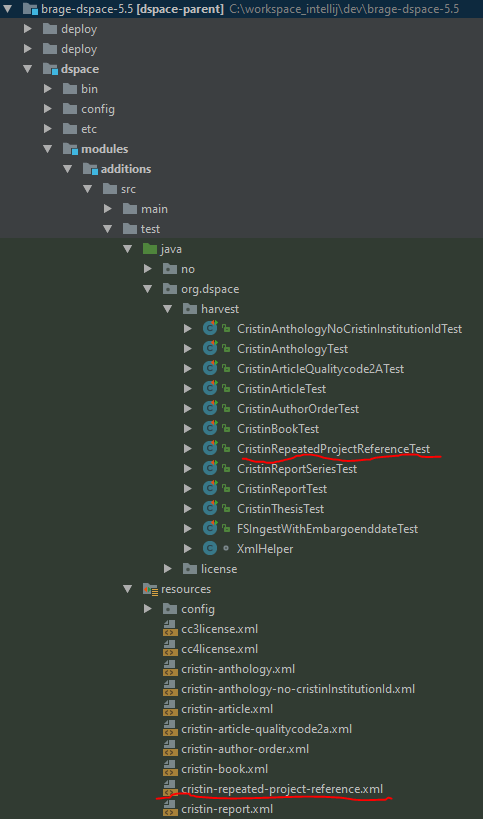 brage-dspace-5.5 [dspace-parent] C:\workspace_intellij\dev\brage-dspace-5.5
deploy
deploy
dspace
bin
config
etc
modules
additions
src
main
test
java
no
org.dspace
harvest
CristinAnthologyNoCristinInstitutionIdTest
CristinAnthologyTest
CristinArticleQualitycode2ATest
CristinArticleTest
CristinAuthorOrderTest
CristinBookTest
CristinRepeatedProjectReferenceTest
CristinReportSeriesTest
CristinReportTest
CristinThesisTest
FSIngestWithEmbargoenddateTest
XmlHelper
license
resources
config
cc3license.xml
cc4license.xml
cristin-anthology.xml
cristin-anthology-no-cristinInstitutionId.xml
cristin-article.xml
cristin-article-qualitycode2a.xml
cristin-author-order.xml
cristin-book.xml
cristin-repeated-project-reference.xml
cristin-report.xml